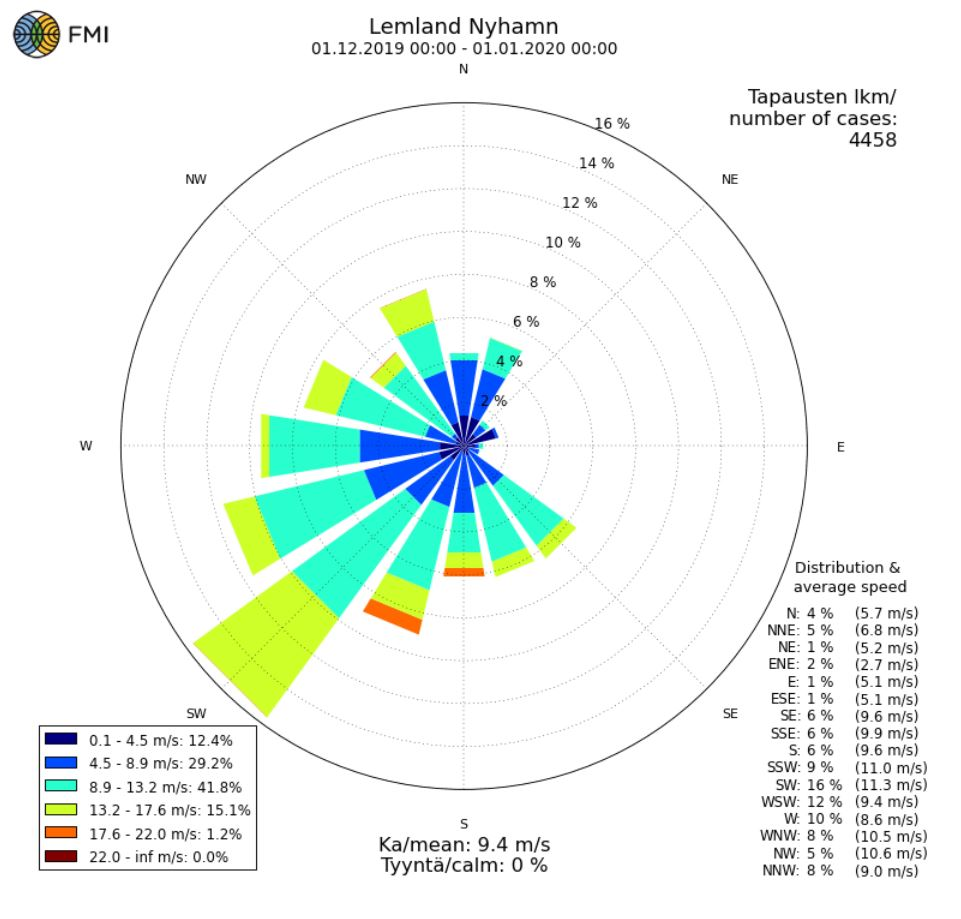 FMI
Lemland Nyhamn
01.12.2019 00:00 - 01.01.2020 00:00
N
Tapausten lkm/
number of cases:
4458
16 %
14 %
NW
NE
12 %
10 %
8 %
6 %
4 %
2 %
W
E
Distribution &
average speed
N: 4 % (5.7 m/s)
NNE: 5 % (6.8 m/s)
NE: 1 % (5.2 m/s)
ENE: 2 % (2.7 m/s)
E: 1 % (5.1 m/s)
ESE: 1 % (5.1 m/s)
SE: 6 % (9.6 m/s)
SSE: 6 % (9.9 m/s)
S: 6 % (9.6 m/s)
SSW: 9 % (11.0 m/s)
SW: 16 % (11.3 m/s)
WSW: 12 % (9.4 m/s)
W: 10 % (8.6 m/s)
WNW: 8 % (10.5 m/s)
NW: 5 % (10.6 m/s)
NNW: 8 % (9.0 m/s)
SW
SE
0.1 - 4.5 m/s: 12.4%
4.5 - 8.9 m/s: 29.2%
8.9 - 13.2 m/s: 41.8%
13.2 - 17.6 m/s: 15.1%
17.6 - 22.0 m/s: 1.2%
22.0 - inf m/s: 0.0%
S
Ka/mean: 9.4 m/s
Tyyntä/calm: 0 %